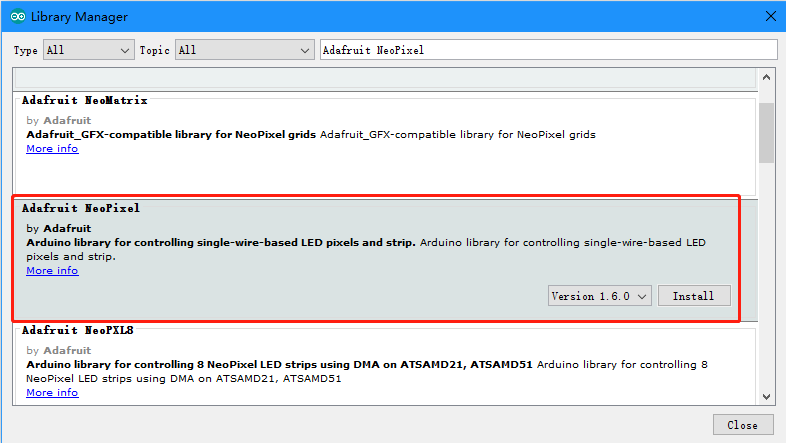 Library Manager
Type All Topic All Adafruit NeoPixel
Adafruit NeoMatrix
by Adafruit
Adafruit_GFX-compatible library for NeoPixel grids Adafruit_GFX-compatible library for NeoPixel grids
More info
Adafruit NeoPixel
by Adafruit
Arduino library for controlling single-wire-based LED pixels and strip. Arduino library for controlling single-wire-based LED
pixels and strip.
More info
Version 1.6.0 Install
Adafruit NeoPXL8
by Adafruit
Arduino library for controlling 8 NeoPixel LED strips using DMA on ATSAMD21, ATSAMD51 Arduino library for controlling 8
NeoPixel LED strips using DMA on ATSAMD21, ATSAMD51
More info
Close